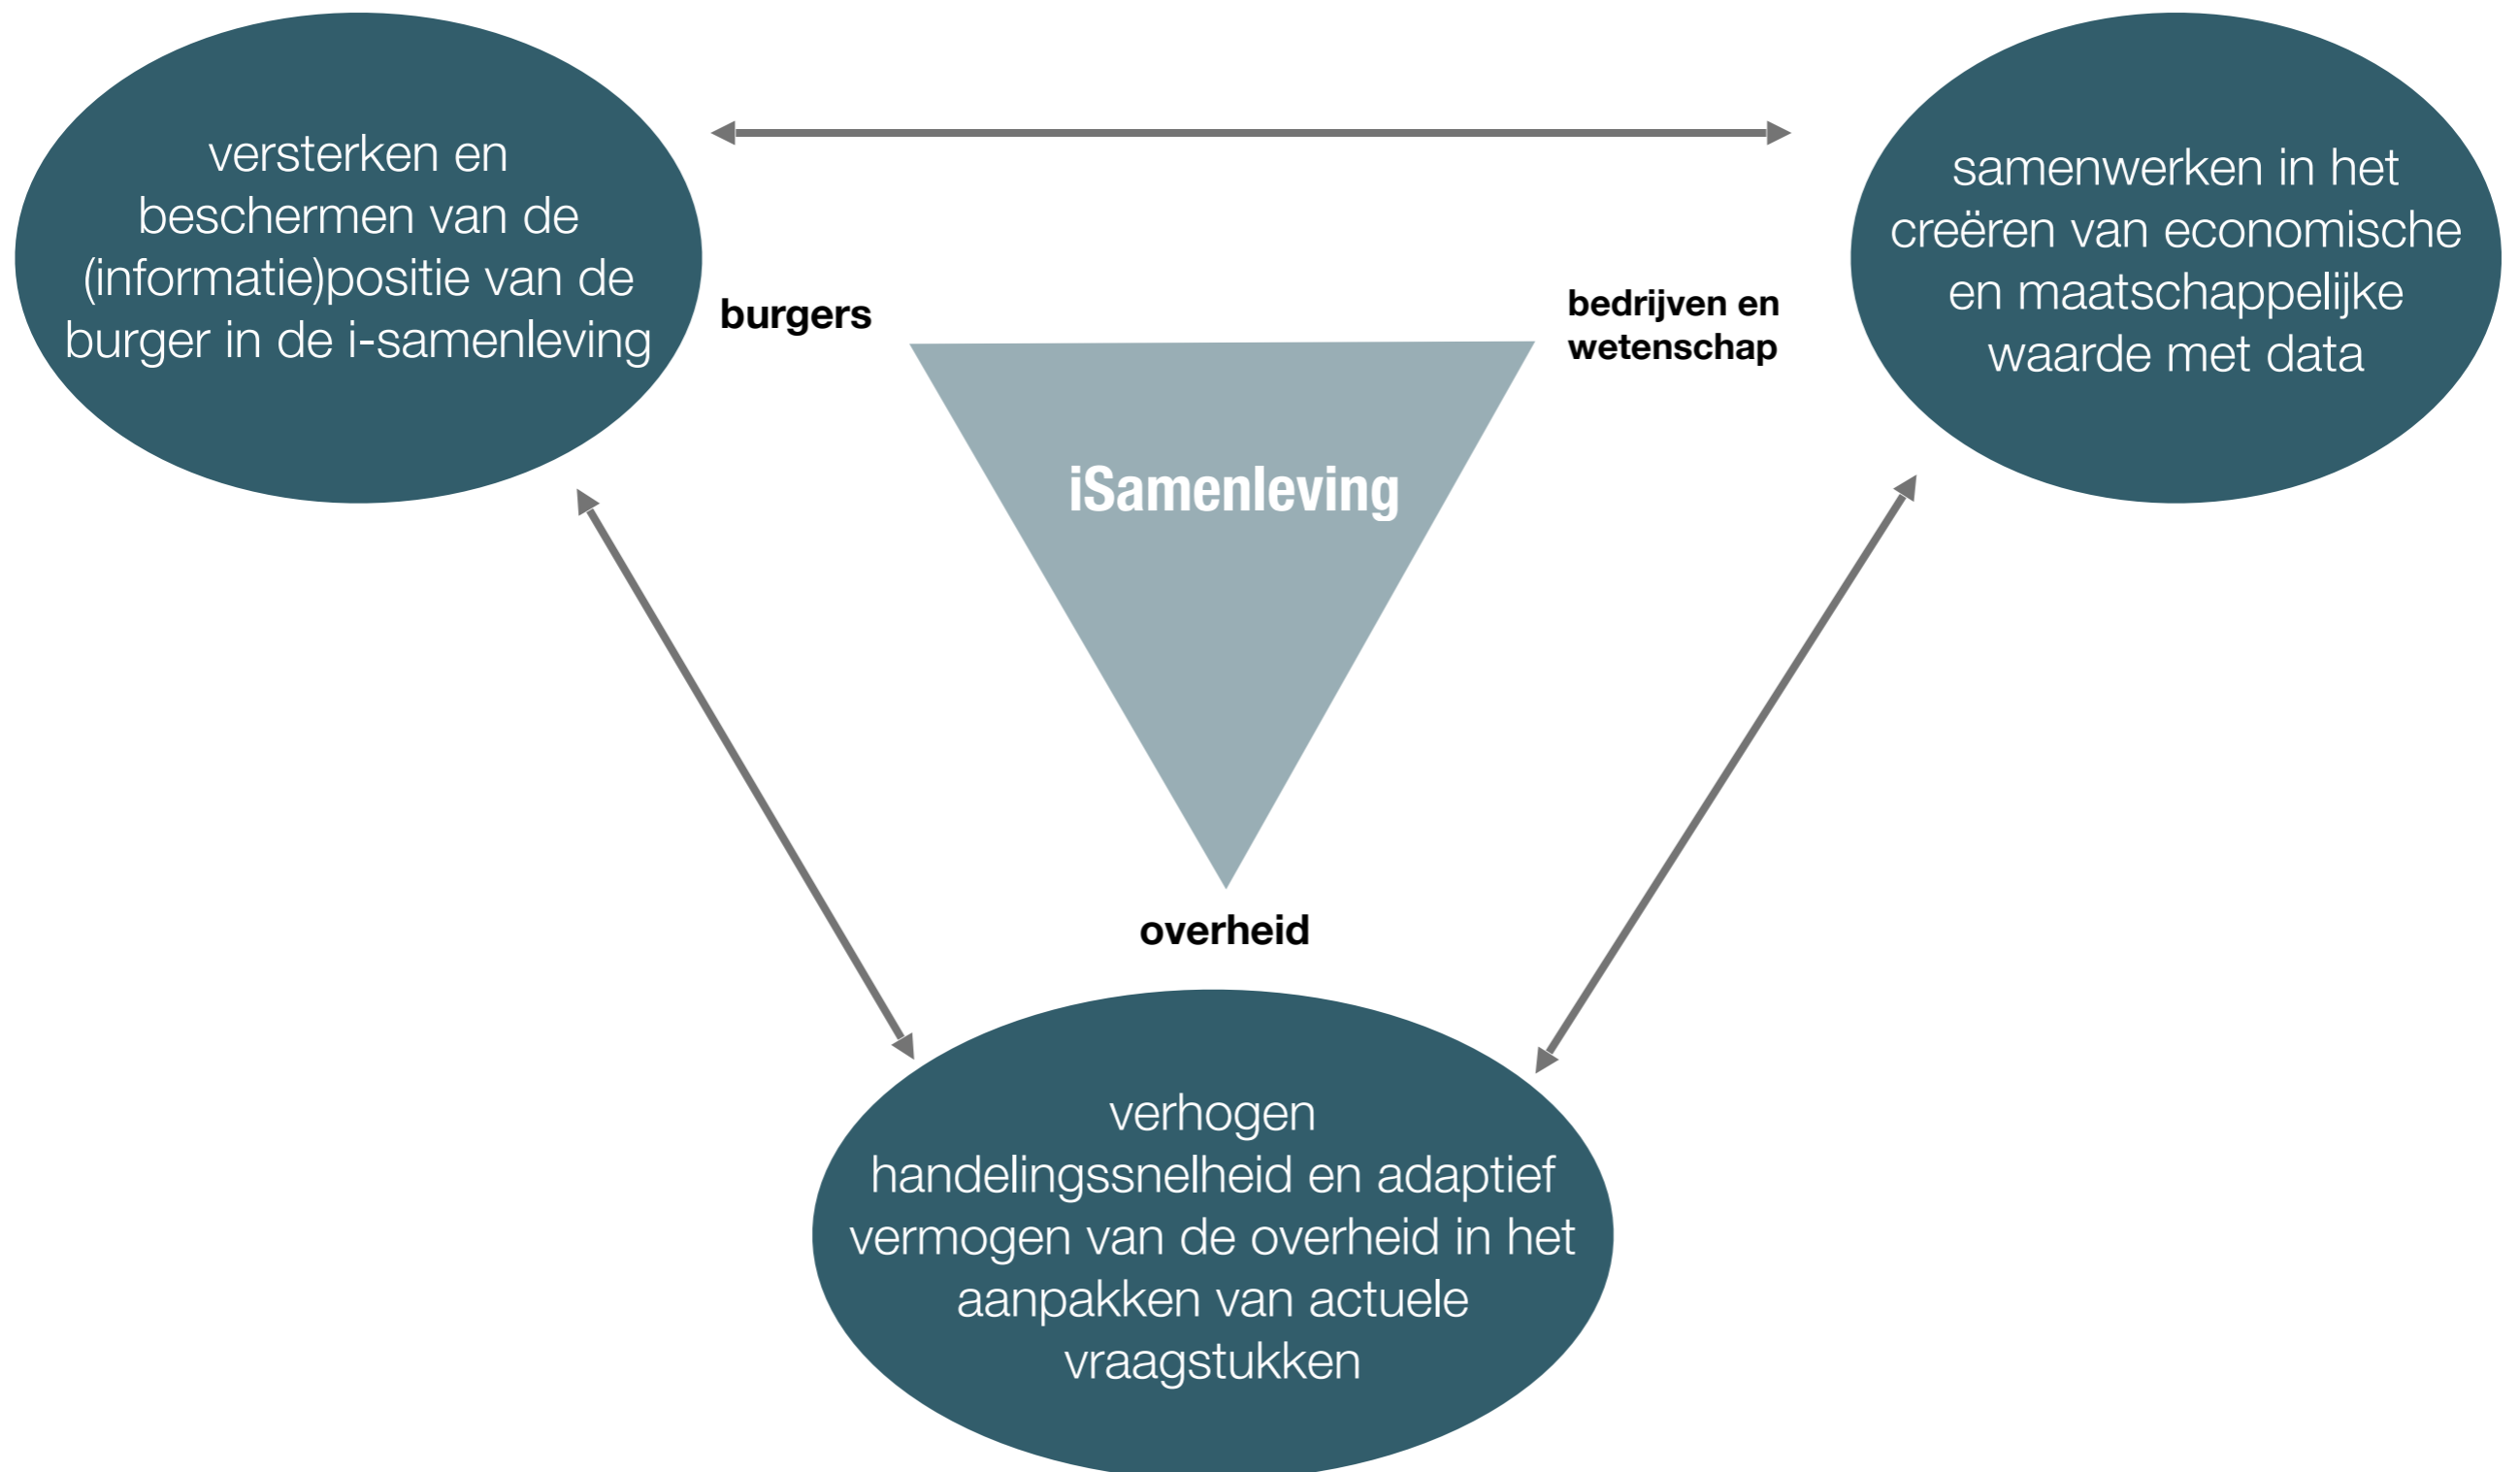 versterken en
beschermen van de
(informatie)positie van de
burger in de i-samenleving
burgers
bedrijven en
wetenschap
samenwerken in het
creëren van economische
en maatschappelijke
waarde met data
iSamenleving
overheid
verhogen
handelingssnelheid en adaptief
vermogen van de overheid in het
aanpakken van actuele
vraagstukken